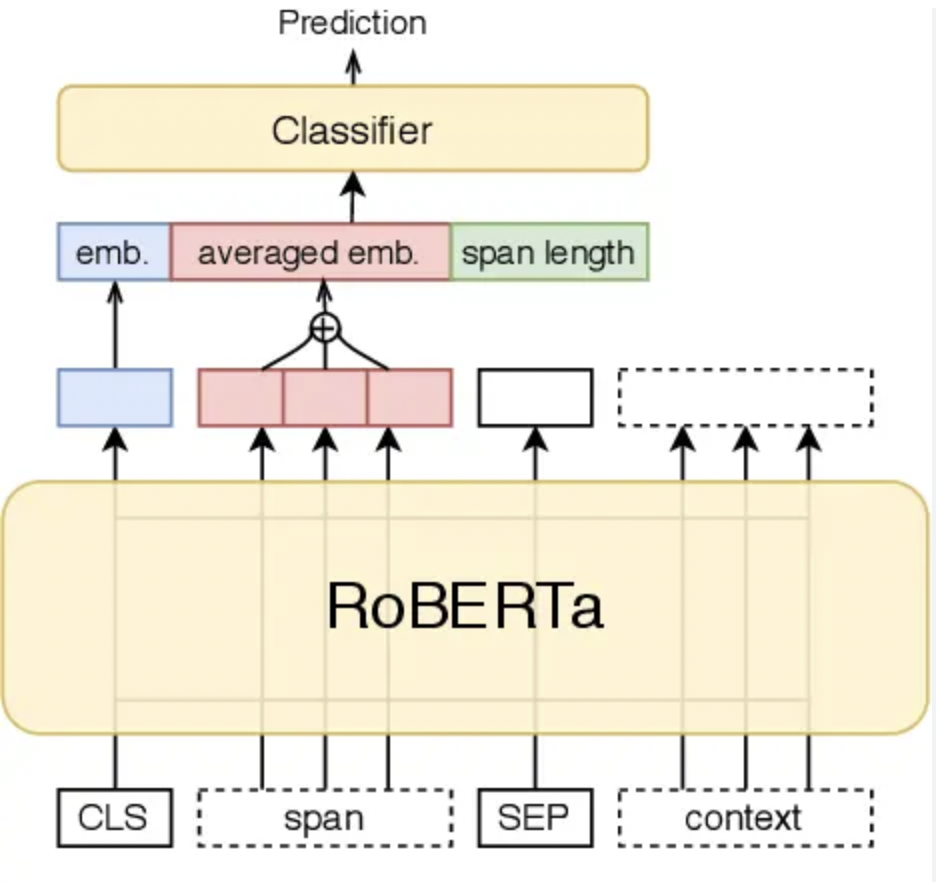 Prediction
Classifier
emb. averaged emb. span length
RoBERTa
CLS span SEP context